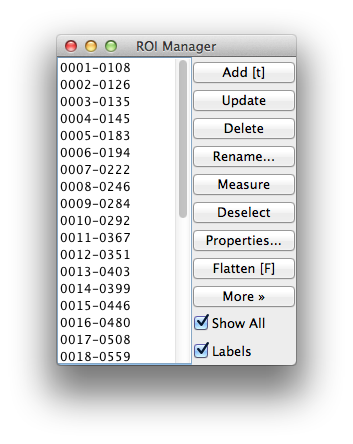 ROI Manager
0001-0108
0002-0126
0003-0135
0004-0145
0005-0183
0006-0194
0007-0222
0008-0246
0009-0284
0010-0292
0011-0367
0012-0351
0013-0403
0014-0399
0015-0446
0016-0480
0017-0508
0018-0559
Add [t]
Update
Delete
Rename...
Measure
Deselect
Properties...
Flatten [F]
More »
Show All
Labels